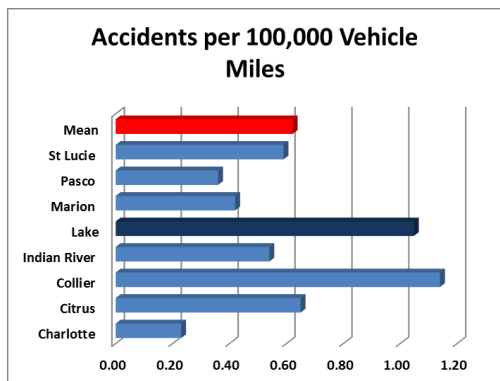 Accidents per 100,000 Vehicle
Miles
Mean
St Lucie
Pasco
Marion
Lake
Indian River
Collier
Citrus
Charlotte
0.00 0.20 0.40 0.60 0.80 1.00 1.20